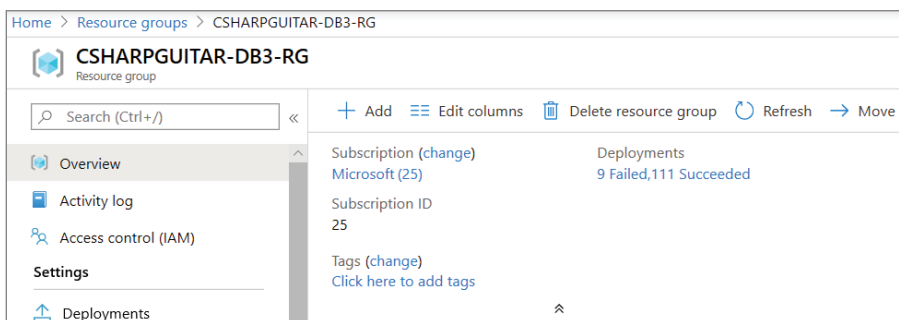 Home > Resource groups > CSHARPGUITAR-DB3-RG
CSHARPGUITAR-DB3-RG
Resource group
Search (Ctrl+/)
«
Overview
Activity log
Access control (IAM)
Settings
Deployments
Add Edit columns Delete resource group Refresh Move
Subscription (change)
Microsoft (25)
Subscription ID
25
Tags (change)
Click here to add tags
Deployments
9 Failed,111 Succeeded